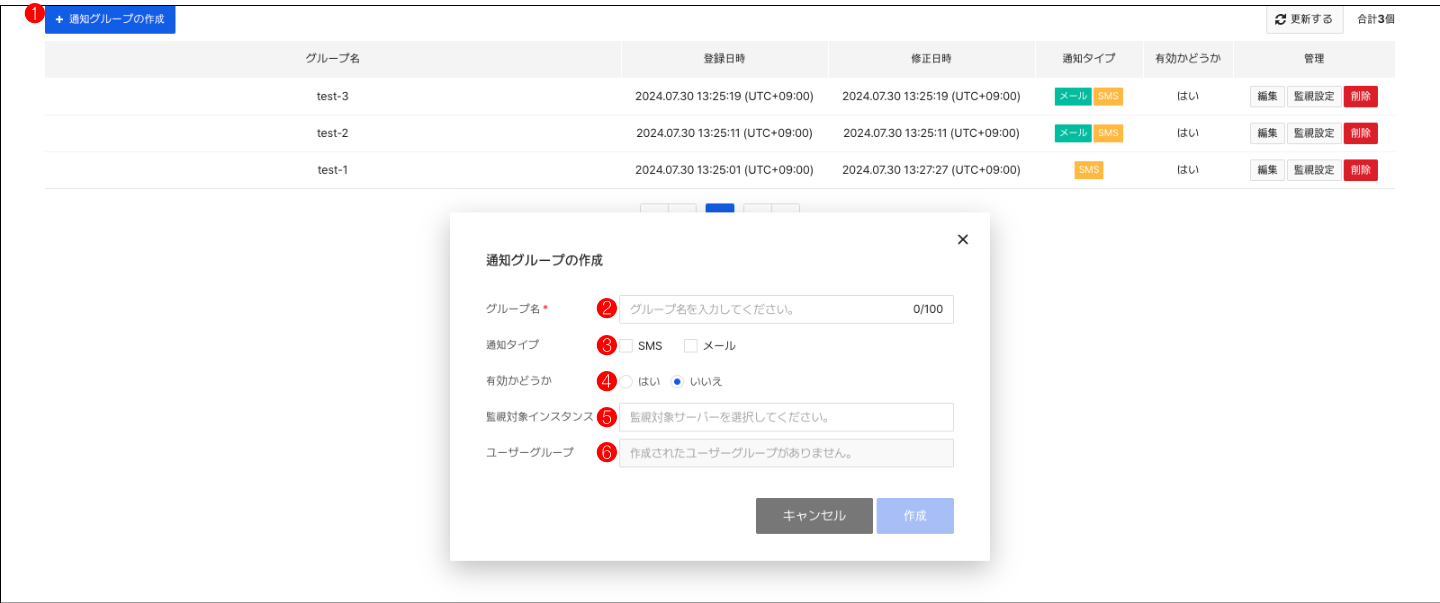 1 + 通知グループの作成 更新する 合計3個
グループ名 登録日時 修正日時 通知タイプ 有効かどうか 管理
test-3 2024.07.30 13:25:19 (UTC+09:00) 2024.07.30 13:25:19 (UTC+09:00) メール SMS はい 編集 監視設定 削除
test-2 2024.07.30 13:25:11 (UTC+09:00) 2024.07.30 13:25:11 (UTC+09:00) メール SMS はい 編集 監視設定 削除
test-1 2024.07.30 13:25:01 (UTC+09:00) 2024.07.30 13:27:27 (UTC+09:00) SMS はい 編集 監視設定 削除
通知グループの作成
グループ名* 2 グループ名を入力してください。 0/100
通知タイプ 3 SMS メール
有効かどうか 4 はい いいえ
監視対象インスタンス 5 監視対象サーバーを選択してください。
ユーザーグループ 6 作成されたユーザーグループがありません。
キャンセル 作成